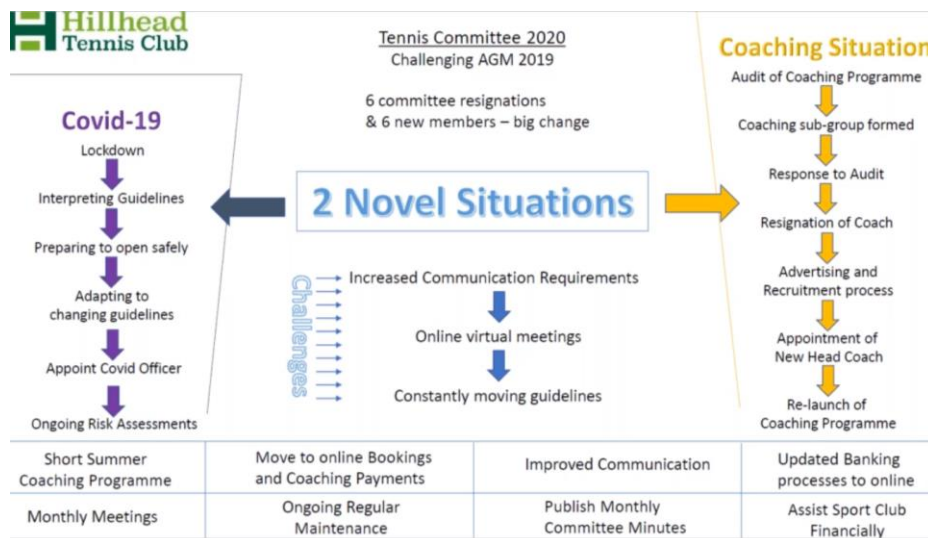 Hillhead
Tennis Club
Tennis Committee 2020
Challenging AGM 2019
6 committee resignations
& 6 new members – big change
Covid-19
Lockdown
Interpreting Guidelines
Preparing to open safely
Adapting to
changing guidelines
Appoint Covid Officer
Ongoing Risk Assessments
2 Novel Situations
Challenges
Increased Communication Requirements
Online virtual meetings
Constantly moving guidelines
Coaching Situation
Audit of Coaching Programme
Coaching sub-group formed
Response to Audit
Resignation of Coach
Advertising and
Recruitment process
Appointment of
New Head Coach
Re-launch of
Coaching Programme
Short Summer
Coaching Programme
Move to online Bookings
and Coaching Payments
Improved Communication
Updated Banking
processes to online
Monthly Meetings
Ongoing Regular
Maintenance
Publish Monthly
Committee Minutes
Assist Sport Club
Financially